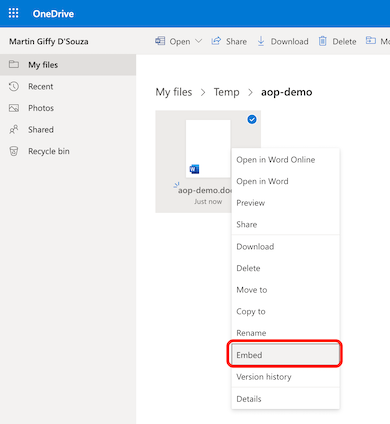 OneDrive
Martin Giffy D'Souza
Open
Share
Download
Delete
My files
Recent
Photos
Shared
Recycle bin
My files > Temp > aop-demo
aop-demo.doc
Just now
Open in Word Online
Open in Word
Preview
Share
Download
Delete
Move to
Copy to
Rename
Embed
Version history
Details